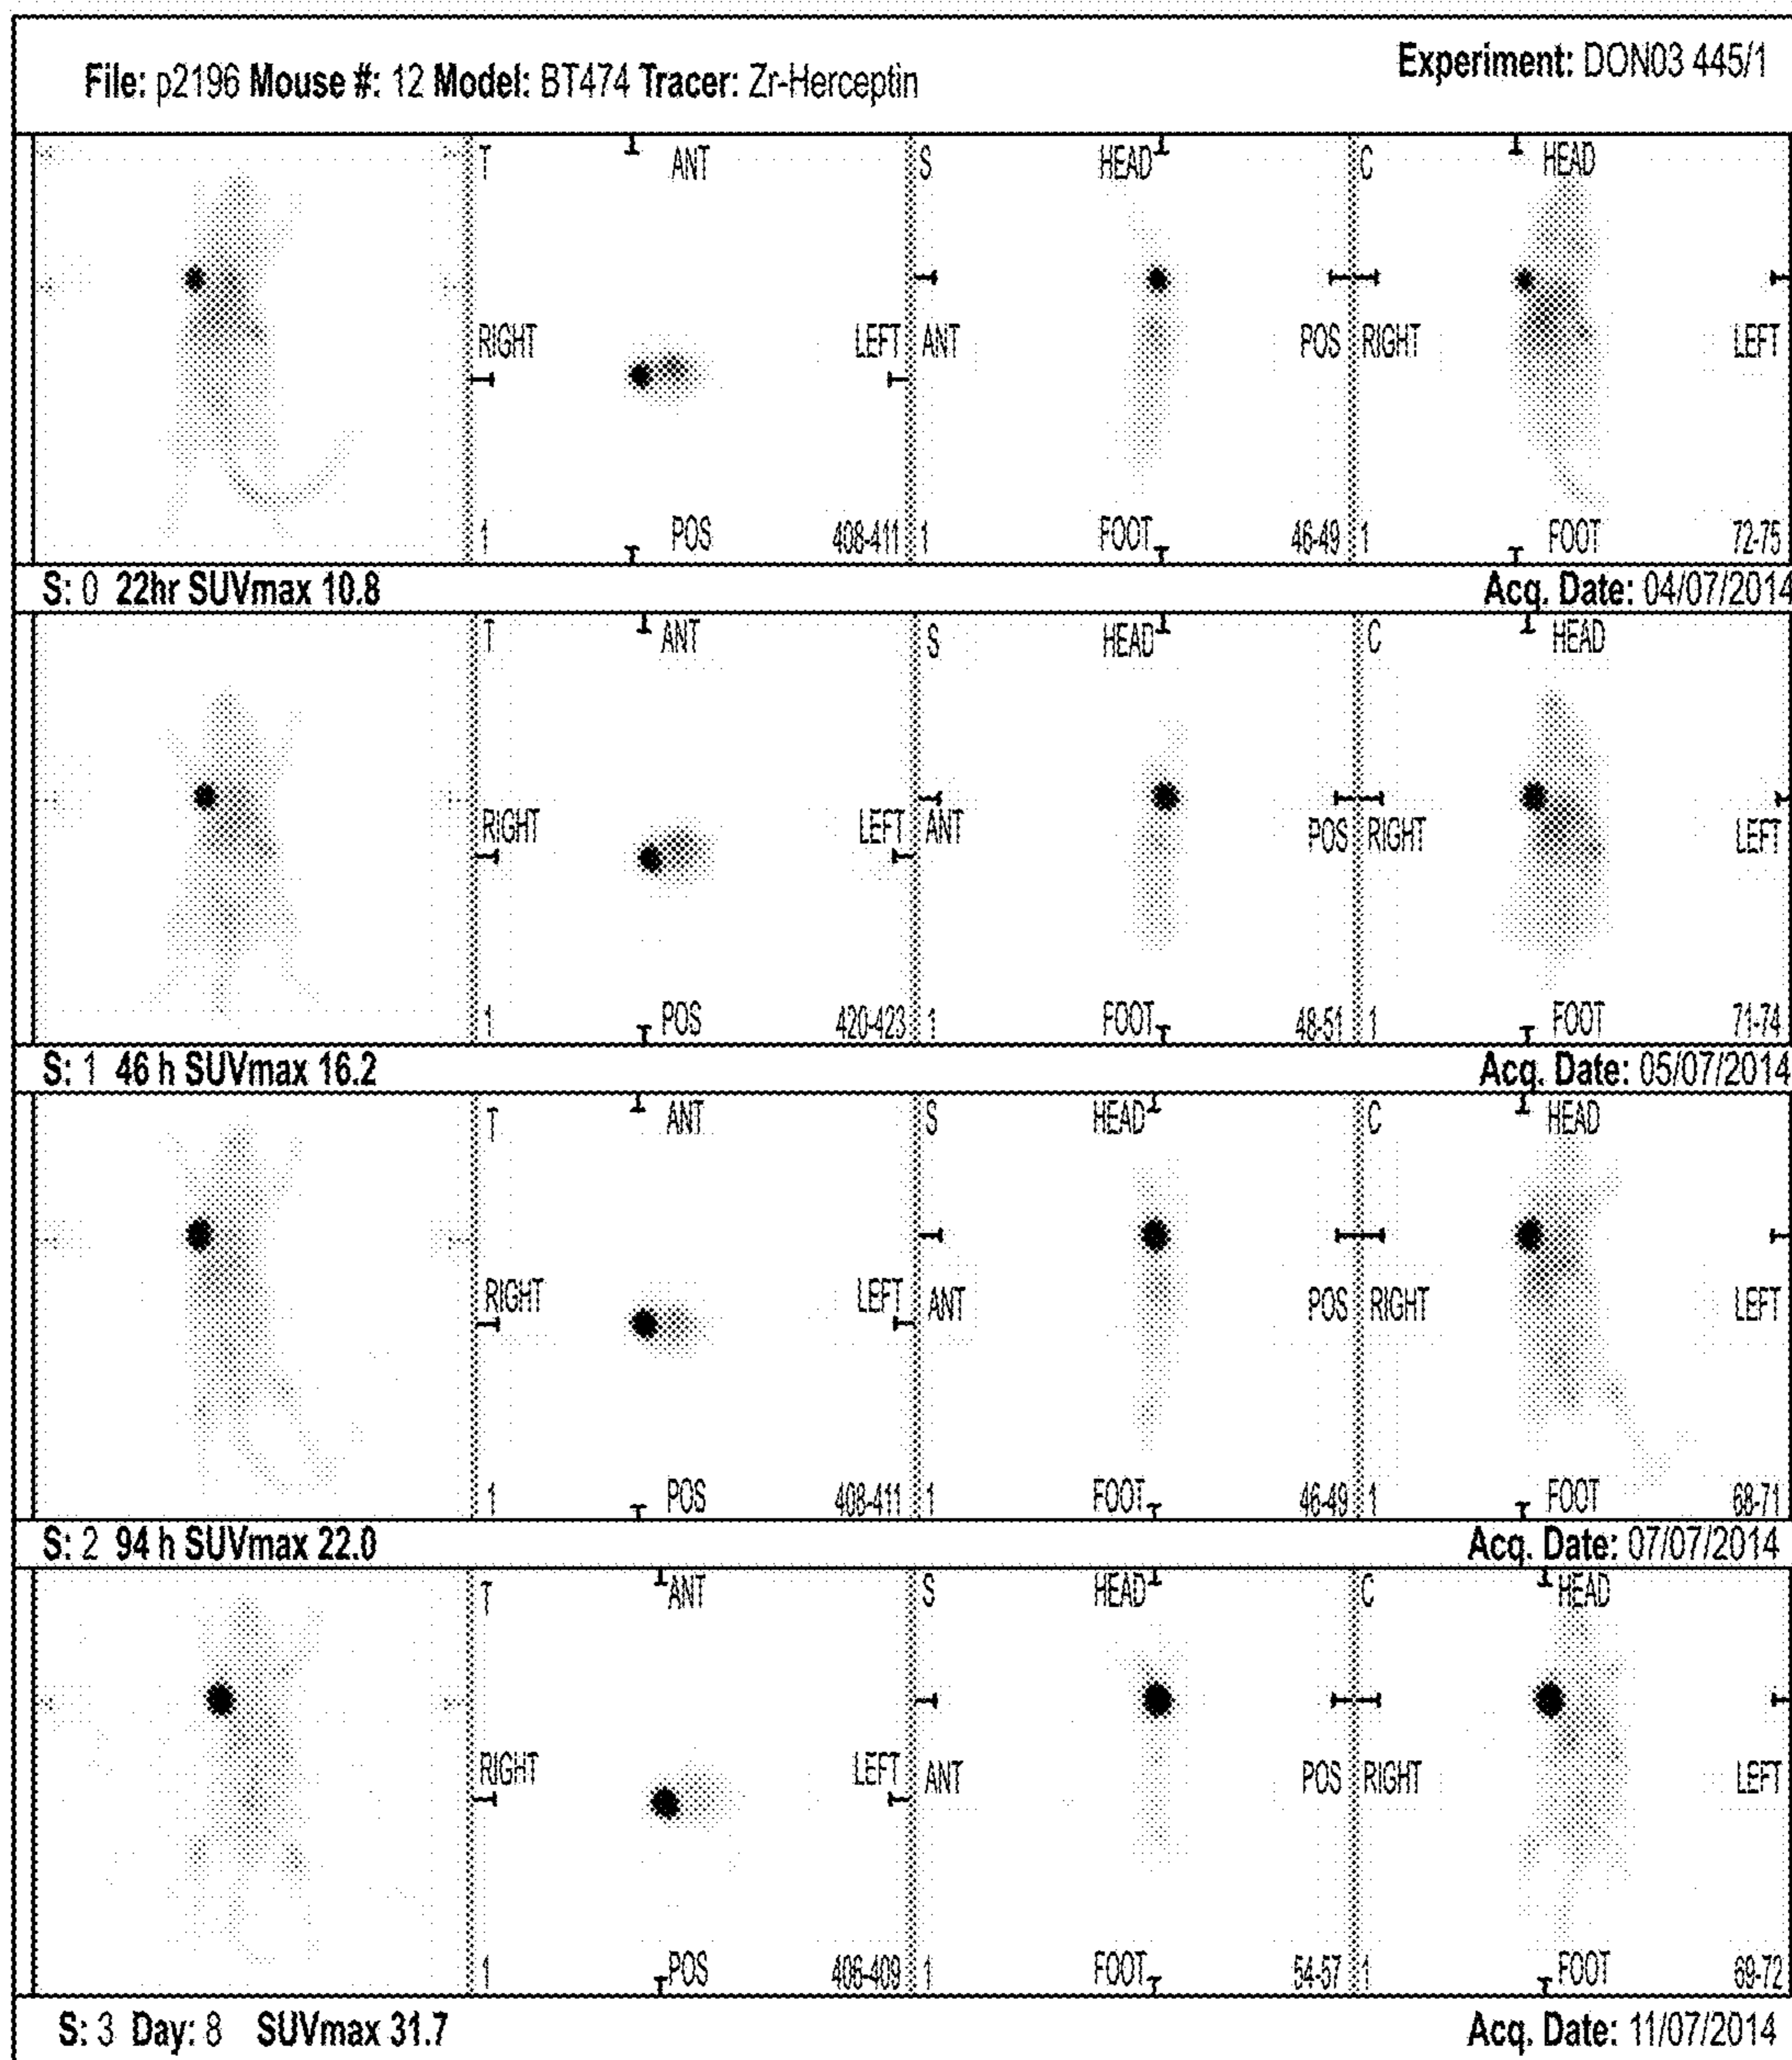 File: p2196 Mouse #: 12 Model: BT474 Tracer: Zr-Herceptin
Experiment: DON03 445/1
T ANT S HEAD C HEAD
RIGHT LEFT ANT POS RIGHT LEFT
1 POS 408-411 1 FOOT 46-49 1 FOOT 72-75
S: 0 22hr SUVmax 10.8 Acq. Date: 04/07/2014
T ANT S HEAD C HEAD
RIGHT LEFT ANT POS RIGHT LEFT
1 POS 420-423 1 FOOT 48-51 1 FOOT 71-74
S: 1 46 h SUVmax 16.2 Acq. Date: 05/07/2014
T ANT S HEAD C HEAD
RIGHT LEFT ANT POS RIGHT LEFT
1 POS 408-411 1 FOOT 46-49 1 FOOT 68-71
S: 2 94 h SUVmax 22.0 Acq. Date: 07/07/2014
T ANT S HEAD C HEAD
RIGHT LEFT ANT POS RIGHT LEFT
1 POS 406-409 1 FOOT 54-57 1 FOOT 69-72
S: 3 Day: 8 SUVmax 31.7 Acq. Date: 11/07/2014